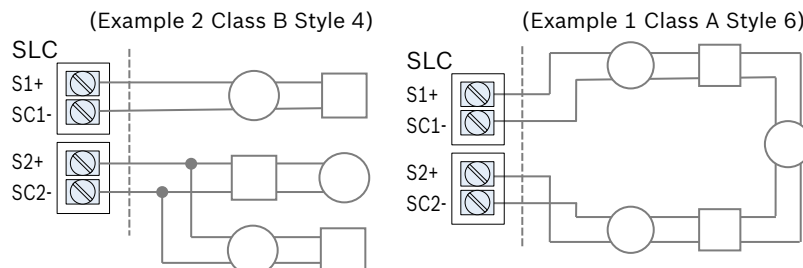 (Example 2 Class B Style 4)
SLC
S1+
SC1-
S2+
SC2-
(Example 1 Class A Style 6)
SLC
S1+
SC1-
S2+
SC2-